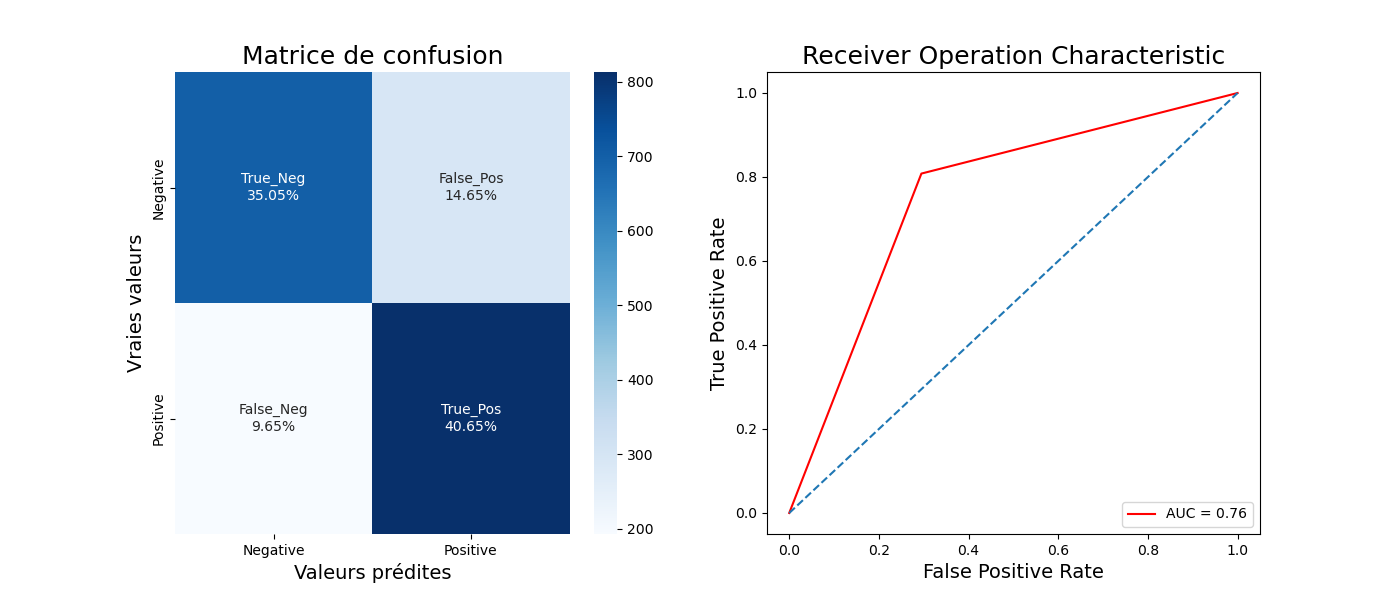 Matrice de confusion
Vraies valeurs
Negative
Positive
True_Neg
35.05%
False_Pos
14.65%
False_Neg
9.65%
True_Pos
40.65%
Negative
Positive
Valeurs prédites
800
700
600
500
400
300
200
Receiver Operation Characteristic
True Positive Rate
1.0
0.8
0.6
0.4
0.2
0.0
AUC = 0.76
0.0 0.2 0.4 0.6 0.8 1.0
False Positive Rate